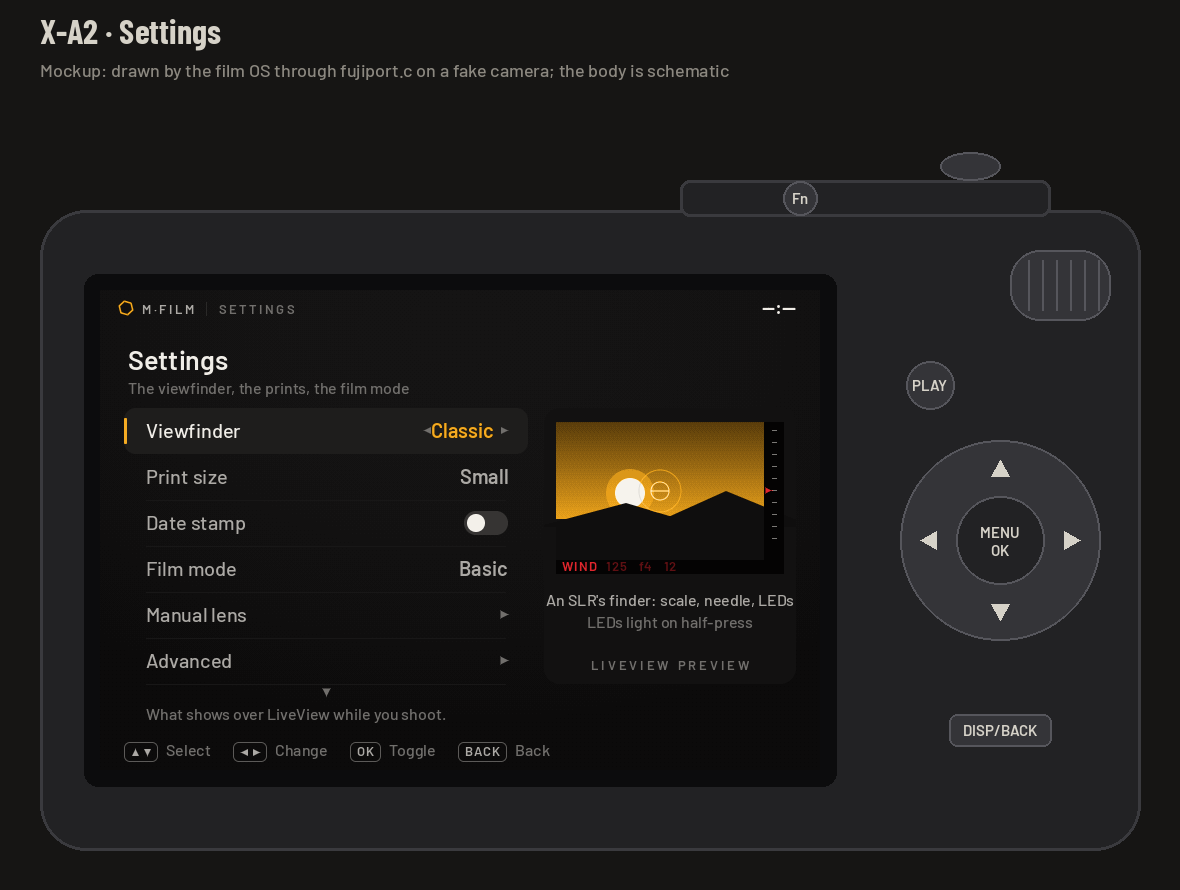 X-A2 · Settings
Mockup: drawn by the film OS through fujiport.c on a fake camera; the body is schematic
Fn
M·FILM | SETTINGS
—:—
Settings
The viewfinder, the prints, the film mode
Viewfinder ◂Classic ▸
Print size Small
Date stamp
Film mode Basic
Manual lens ▸
Advanced ▸
▼
What shows over LiveView while you shoot.
▲▼ Select ◂▸ Change OK Toggle BACK Back
WIND 125 f4 12
An SLR's finder: scale, needle, LEDs
LEDs light on half-press
LIVEVIEW PREVIEW
PLAY
MENU
OK
DISP/BACK